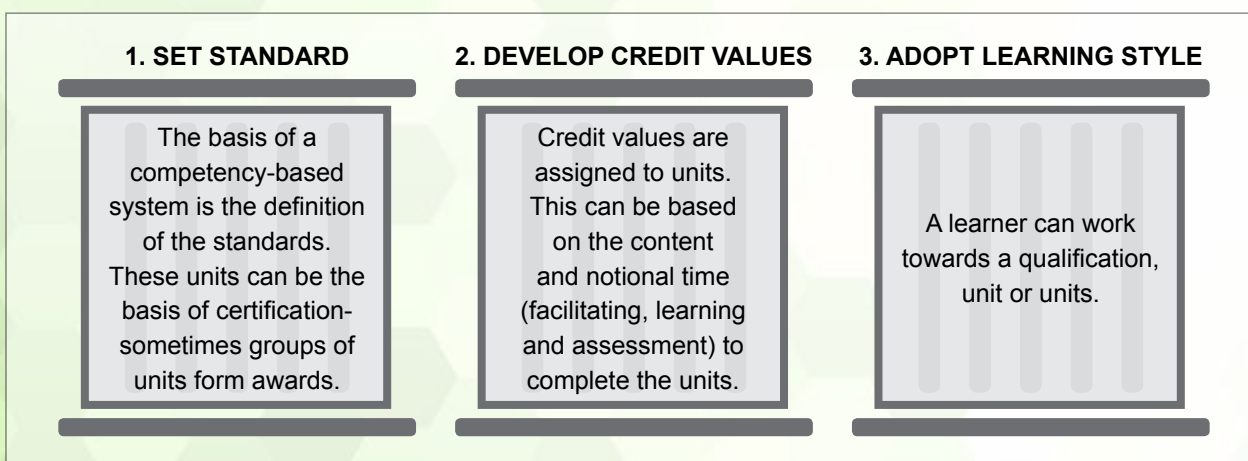 1. SET STANDARD
The basis of a
competency-based
system is the definition
of the standards.
These units can be the
basis of certification-
sometimes groups of
units form awards.
2. DEVELOP CREDIT VALUES
Credit values are
assigned to units.
This can be based
on the content
and notional time
(facilitating, learning
and assessment) to
complete the units.
3. ADOPT LEARNING STYLE
A learner can work
towards a qualification,
unit or units.